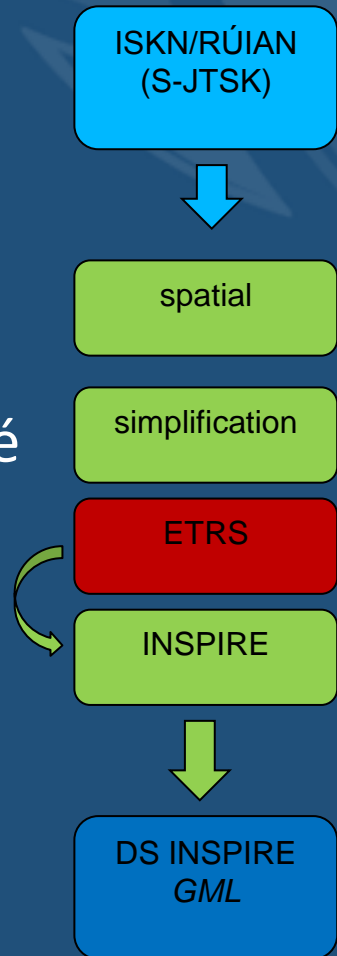 ISKN/RÚIAN
(S-JTSK)
spatial
simplification
é
ETRS
INSPIRE
DS INSPIRE
GML